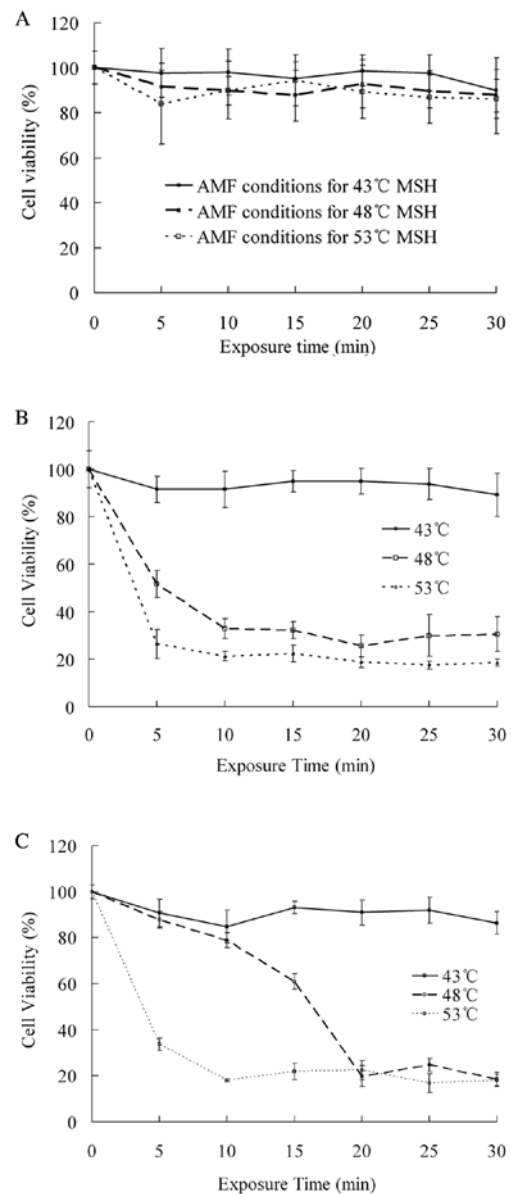 A
120
100
80
60
40
20
0
Cell viability (%)
AMF conditions for 43℃ MSH
AMF conditions for 48℃ MSH
AMF conditions for 53℃ MSH
0 5 10 15 20 25 30
Exposure time (min)
B
120
100
80
60
40
20
0
Cell Viability (%)
43℃
48℃
53℃
0 5 10 15 20 25 30
Exposure Time (min)
C
120
100
80
60
40
20
0
Cell Viability (%)
43℃
48℃
53℃
0 5 10 15 20 25 30
Exposure Time (min)